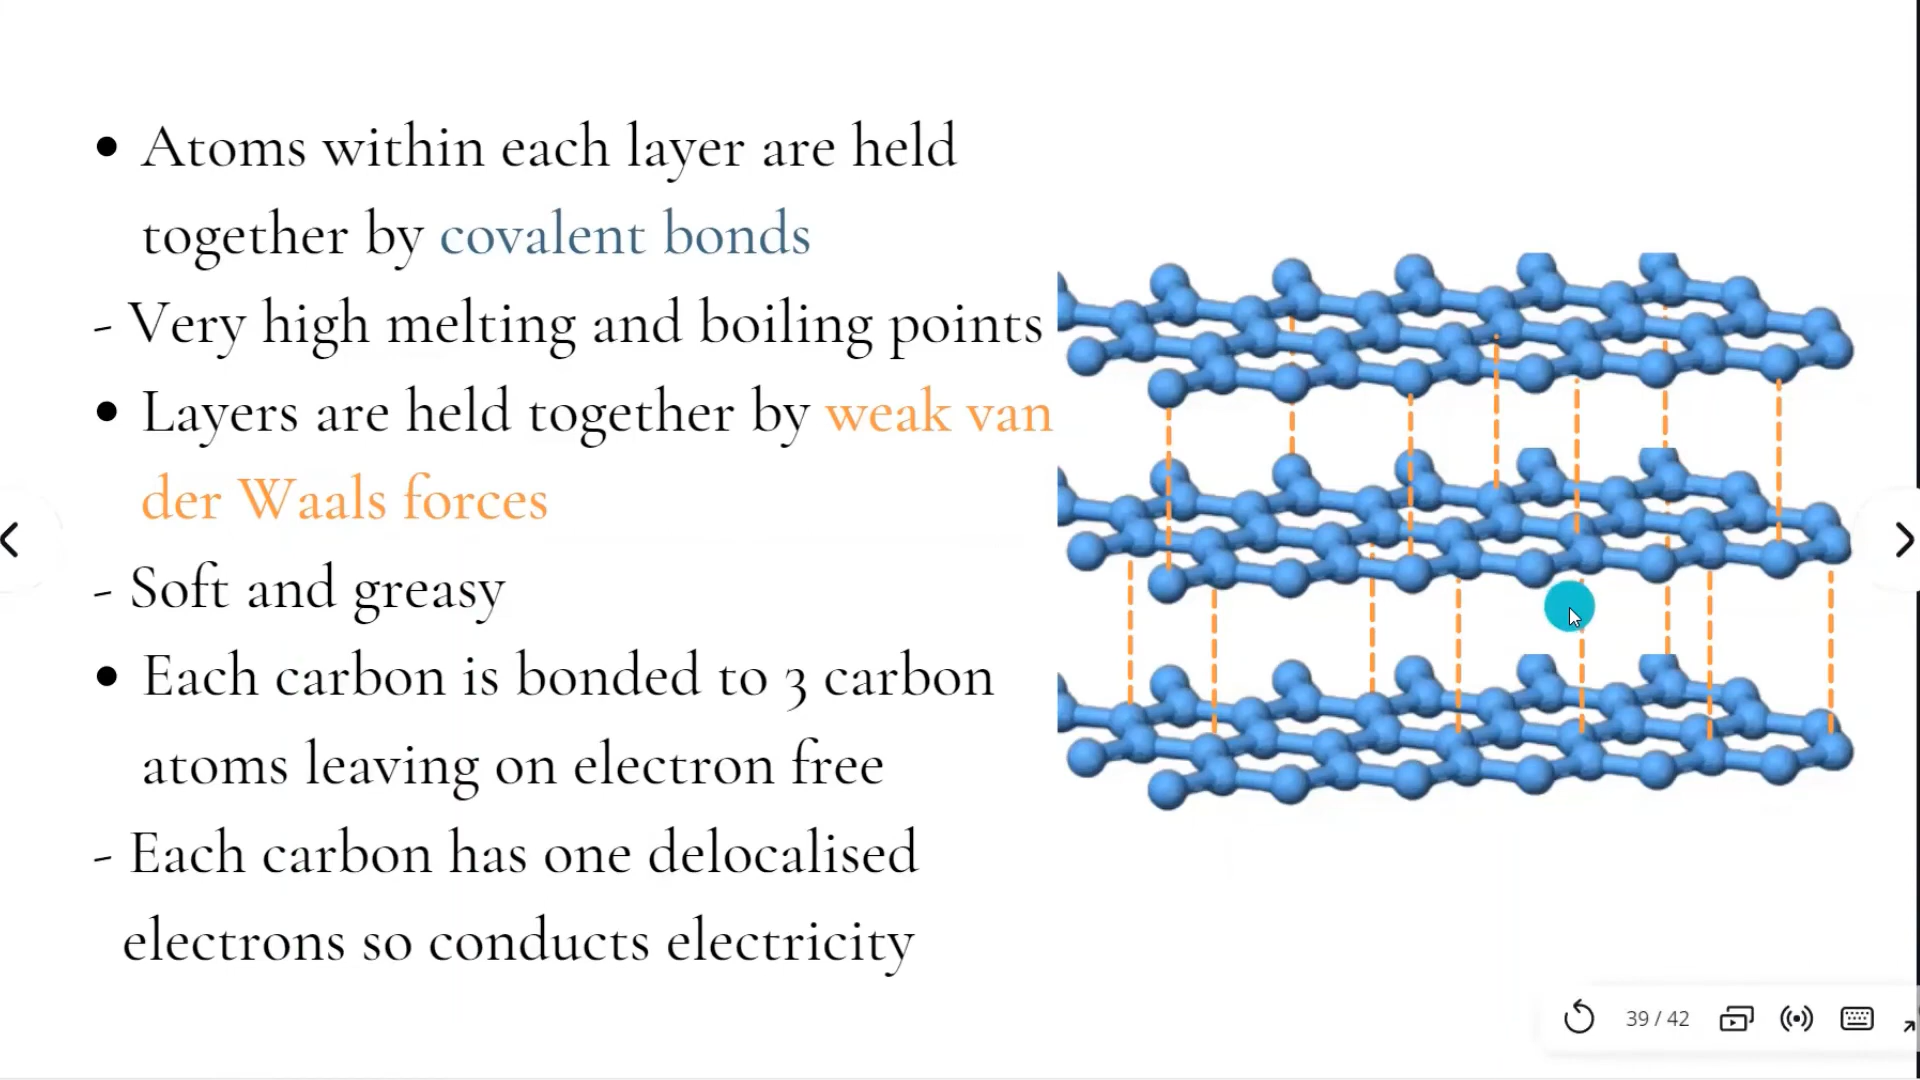 • Atoms within each layer are held
together by covalent bonds
- Very high melting and boiling points
• Layers are held together by weak van
der Waals forces
- Soft and greasy
• Each carbon is bonded to 3 carbon
atoms leaving on electron free
- Each carbon has one delocalised
electrons so conducts electricity
39 / 42